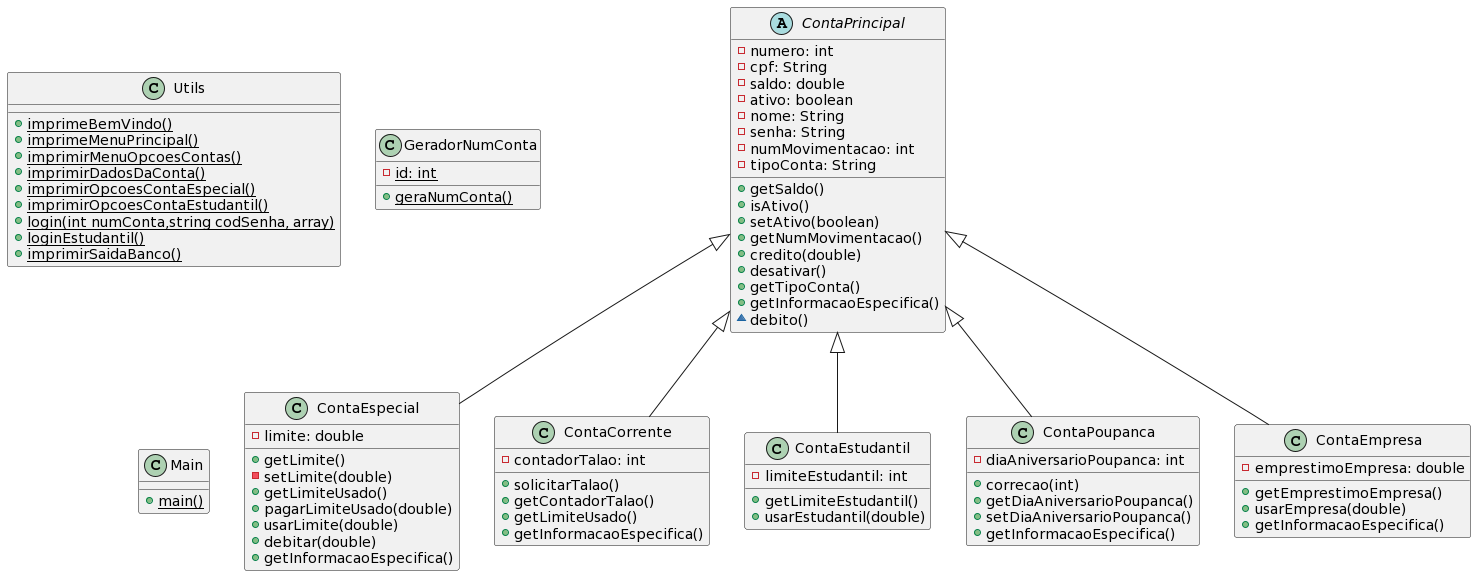 C Utils
imprimeBemVindo()
imprimeMenuPrincipal()
imprimirMenuOpcoesContas()
imprimirDadosDaConta()
imprimirOpcoesContaEspecial()
imprimirOpcoesContaEstudantil()
login(int numConta,string codSenha, array)
loginEstudantil()
imprimirSaidaBanco()
C GeradorNumConta
id: int
geraNumConta()
A ContaPrincipal
numero: int
cpf: String
saldo: double
ativo: boolean
nome: String
senha: String
numMovimentacao: int
tipoConta: String
getSaldo()
isAtivo()
setAtivo(boolean)
getNumMovimentacao()
credito(double)
desativar()
getTipoConta()
getInformacaoEspecifica()
debito()
C Main
main()
C ContaEspecial
limite: double
getLimite()
setLimite(double)
getLimiteUsado()
pagarLimiteUsado(double)
usarLimite(double)
debitar(double)
getInformacaoEspecifica()
C ContaCorrente
contadorTalao: int
solicitarTalao()
getContadorTalao()
getLimiteUsado()
getInformacaoEspecifica()
C ContaEstudantil
limiteEstudantil: int
getLimiteEstudantil()
usarEstudantil(double)
C ContaPoupanca
diaAniversarioPoupanca: int
correcao(int)
getDiaAniversarioPoupanca()
setDiaAniversarioPoupanca()
getInformacaoEspecifica()
C ContaEmpresa
emprestimoEmpresa: double
getEmprestimoEmpresa()
usarEmpresa(double)
getInformacaoEspecifica()